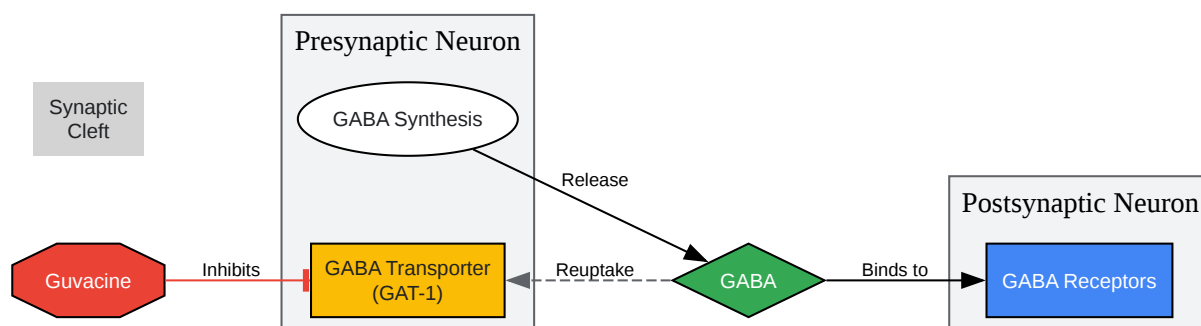 Presynaptic Neuron
Synaptic
Cleft
GABA Synthesis
Release
Postsynaptic Neuron
Guvacine
Inhibits
GABA Transporter
(GAT-1)
Reuptake
GABA
Binds to
GABA Receptors